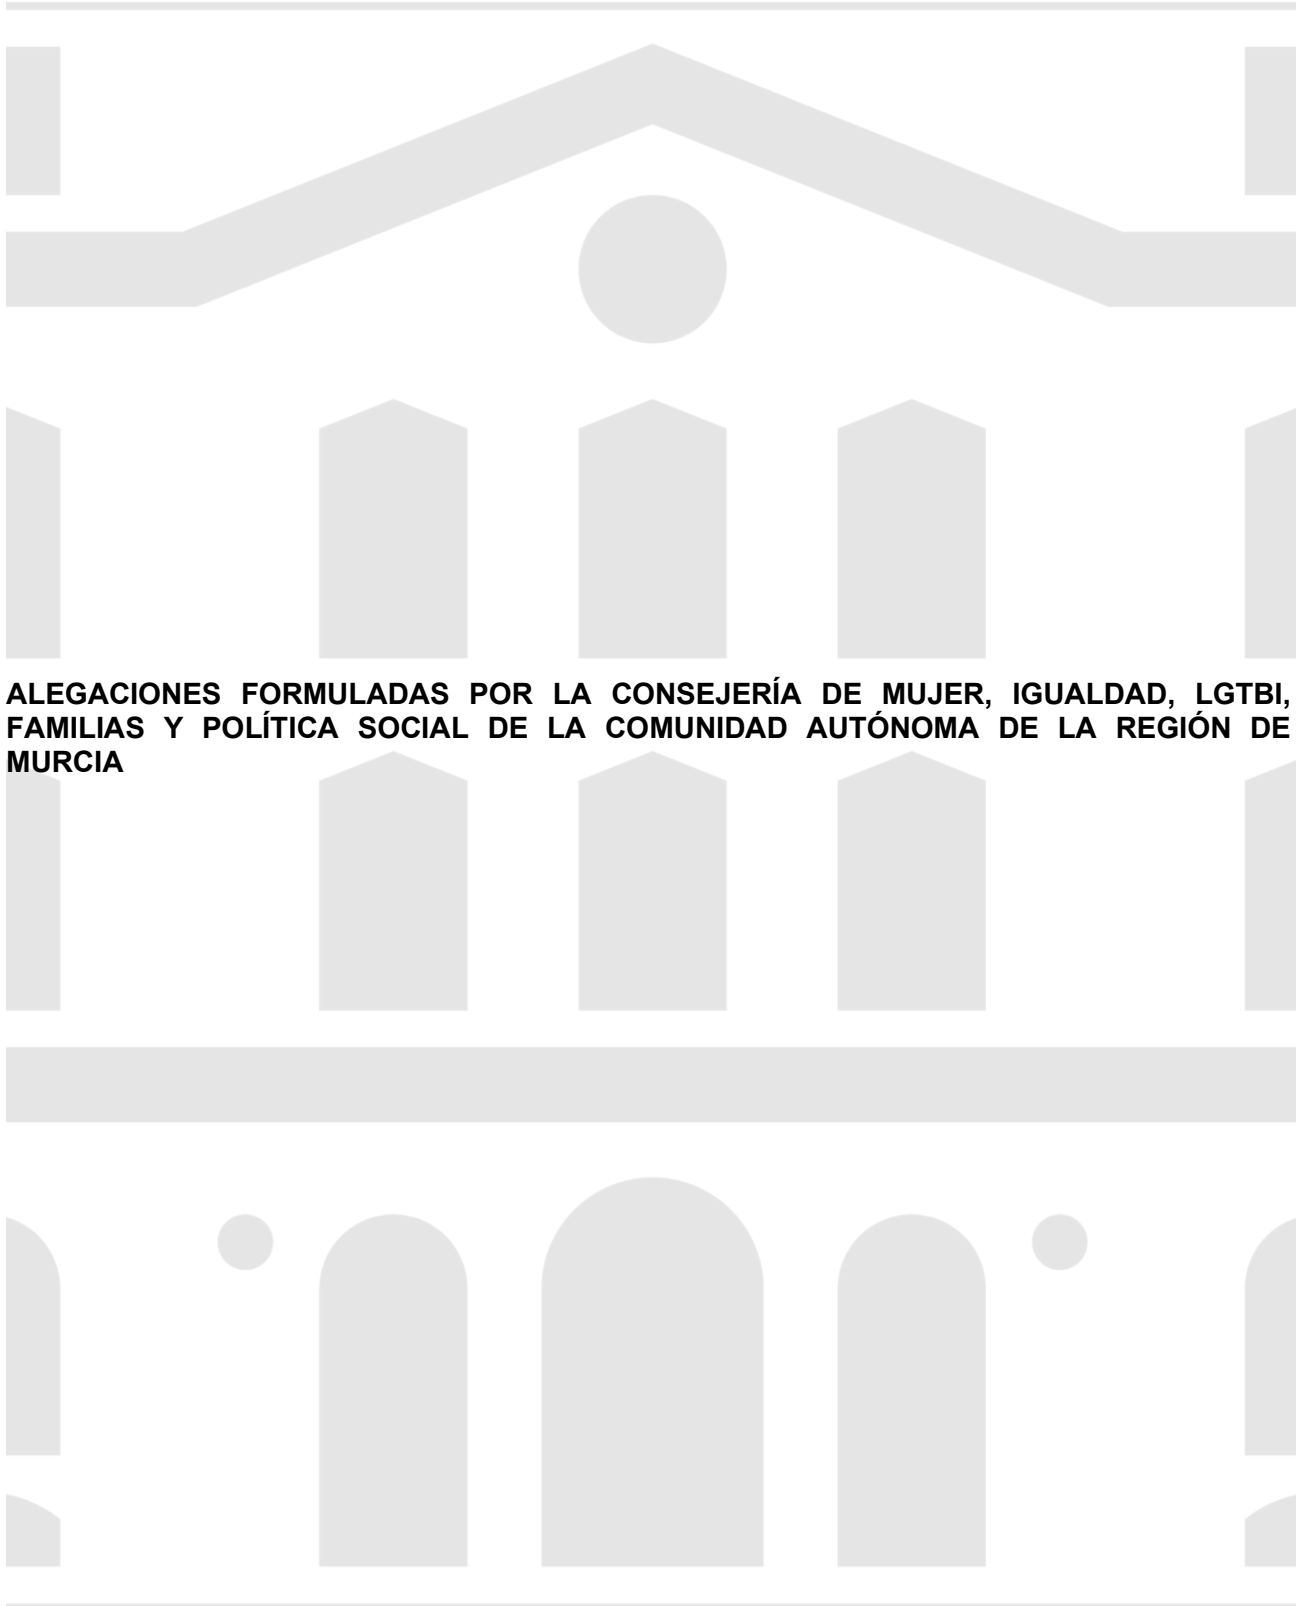 ALEGACIONES FORMULADAS POR LA CONSEJERÍA DE MUJER, IGUALDAD, LGTBI,
FAMILIAS Y POLÍTICA SOCIAL DE LA COMUNIDAD AUTÓNOMA DE LA REGIÓN DE
MURCIA